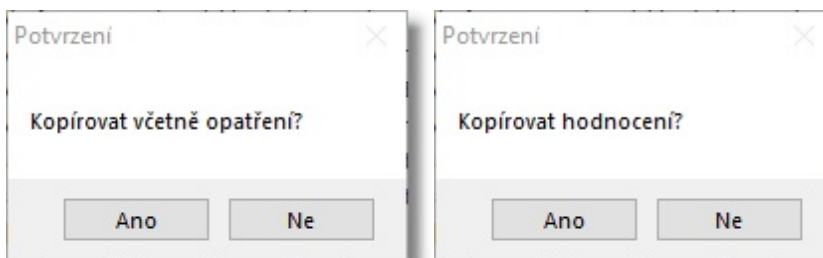 Potvrzení
Kopírovat včetně opatření?
Ano Ne
Potvrzení
Kopírovat hodnocení?
Ano Ne